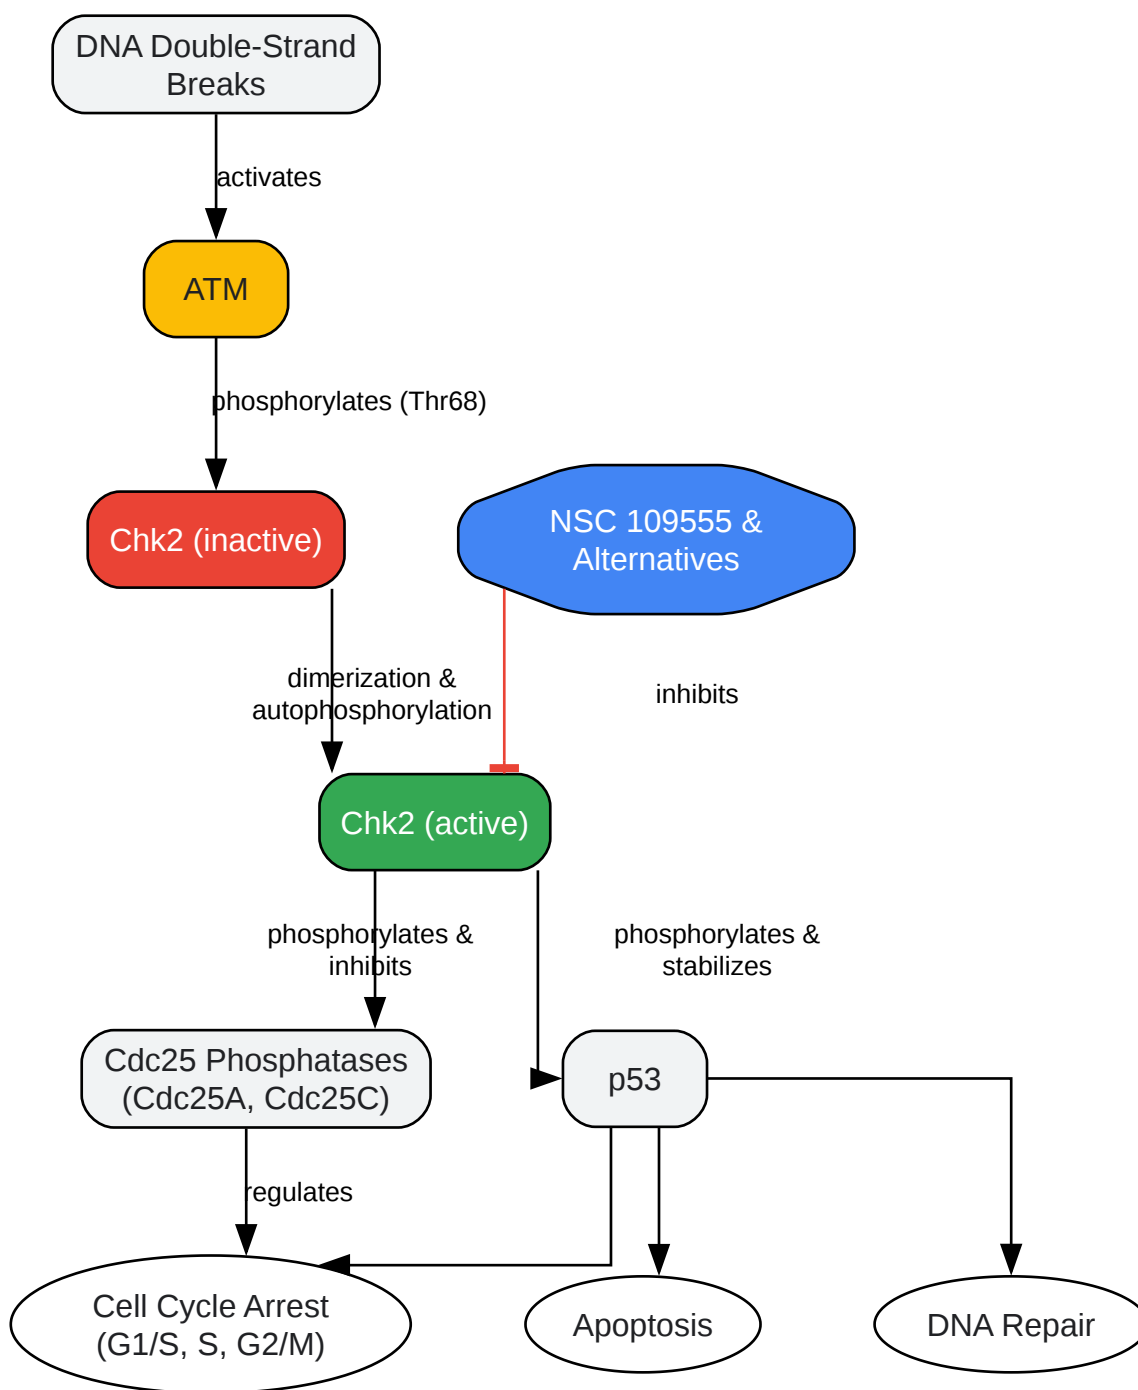 DNA Double-Strand
Breaks
activates
ATM
phosphorylates (Thr68)
Chk2 (inactive)
NSC 109555 &
Alternatives
dimerization &
autophosphorylation
inhibits
Chk2 (active)
phosphorylates &
inhibits
phosphorylates &
stabilizes
Cdc25 Phosphatases
(Cdc25A, Cdc25C)
p53
regulates
Cell Cycle Arrest
(G1/S, S, G2/M)
Apoptosis
DNA Repair